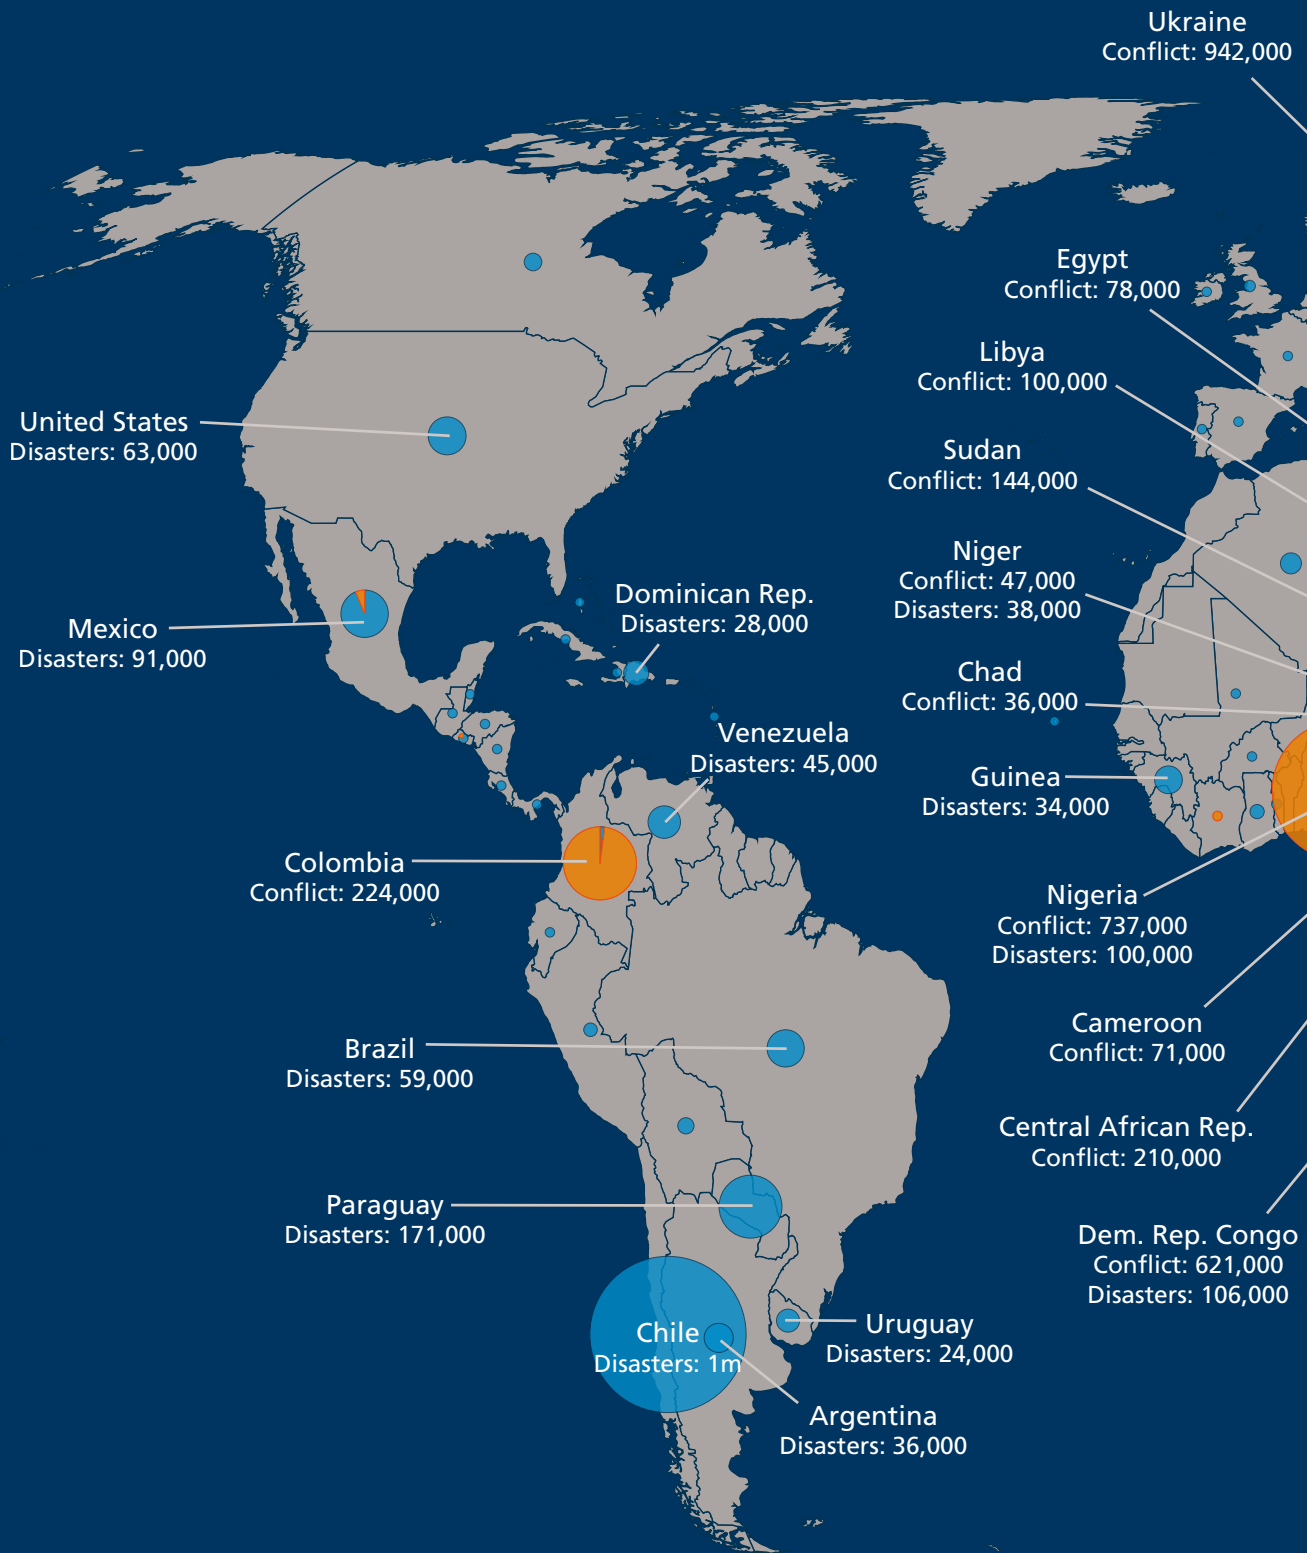 Ukraine
Conflict: 942,000
Egypt
Conflict: 78,000
Libya
Conflict: 100,000
United States
Disasters: 63,000
Sudan
Conflict: 144,000
Niger
Conflict: 47,000
Disasters: 38,000
Dominican Rep.
Disasters: 28,000
Mexico
Disasters: 91,000
Chad
Conflict: 36,000
Venezuela
Disasters: 45,000
Guinea
Disasters: 34,000
Colombia
Conflict: 224,000
Nigeria
Conflict: 737,000
Disasters: 100,000
Cameroon
Conflict: 71,000
Brazil
Disasters: 59,000
Central African Rep.
Conflict: 210,000
Paraguay
Disasters: 171,000
Dem. Rep. Congo
Conflict: 621,000
Disasters: 106,000
Chile
Disasters: 1m
Uruguay
Disasters: 24,000
Argentina
Disasters: 36,000